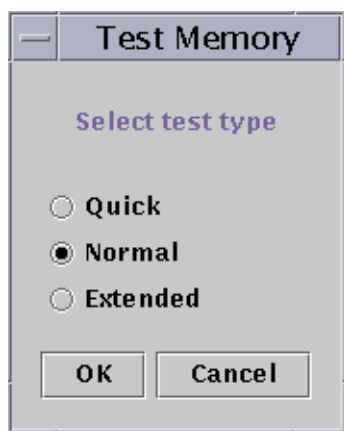 Test Memory
Select test type
Quick
Normal
Extended
OK Cancel